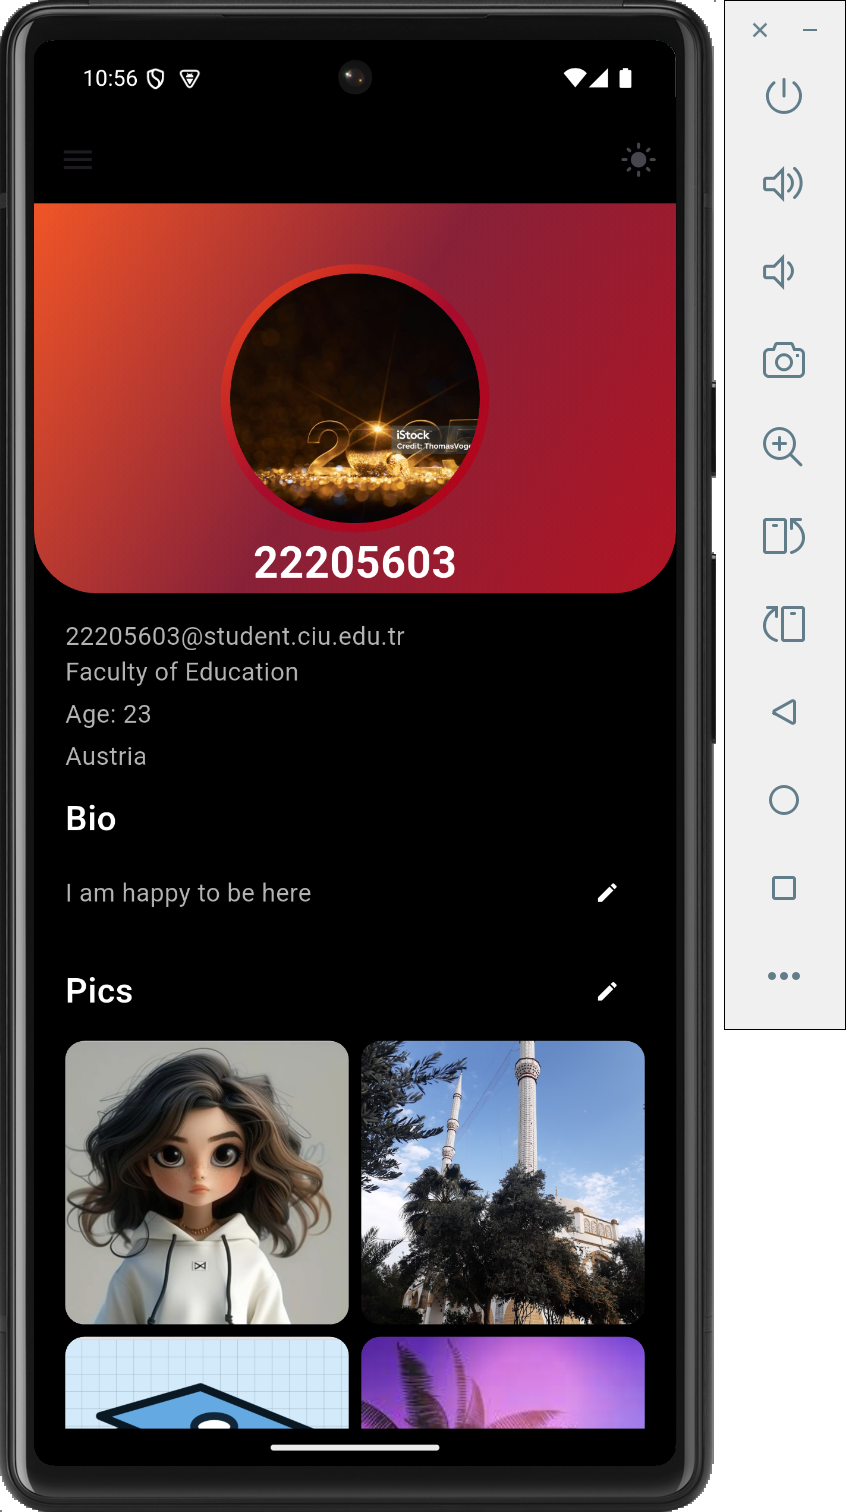 10:56
iStock
Credit: ThomasVoge
22205603
22205603@student.ciu.edu.tr
Faculty of Education
Age: 23
Austria
Bio
I am happy to be here
Pics